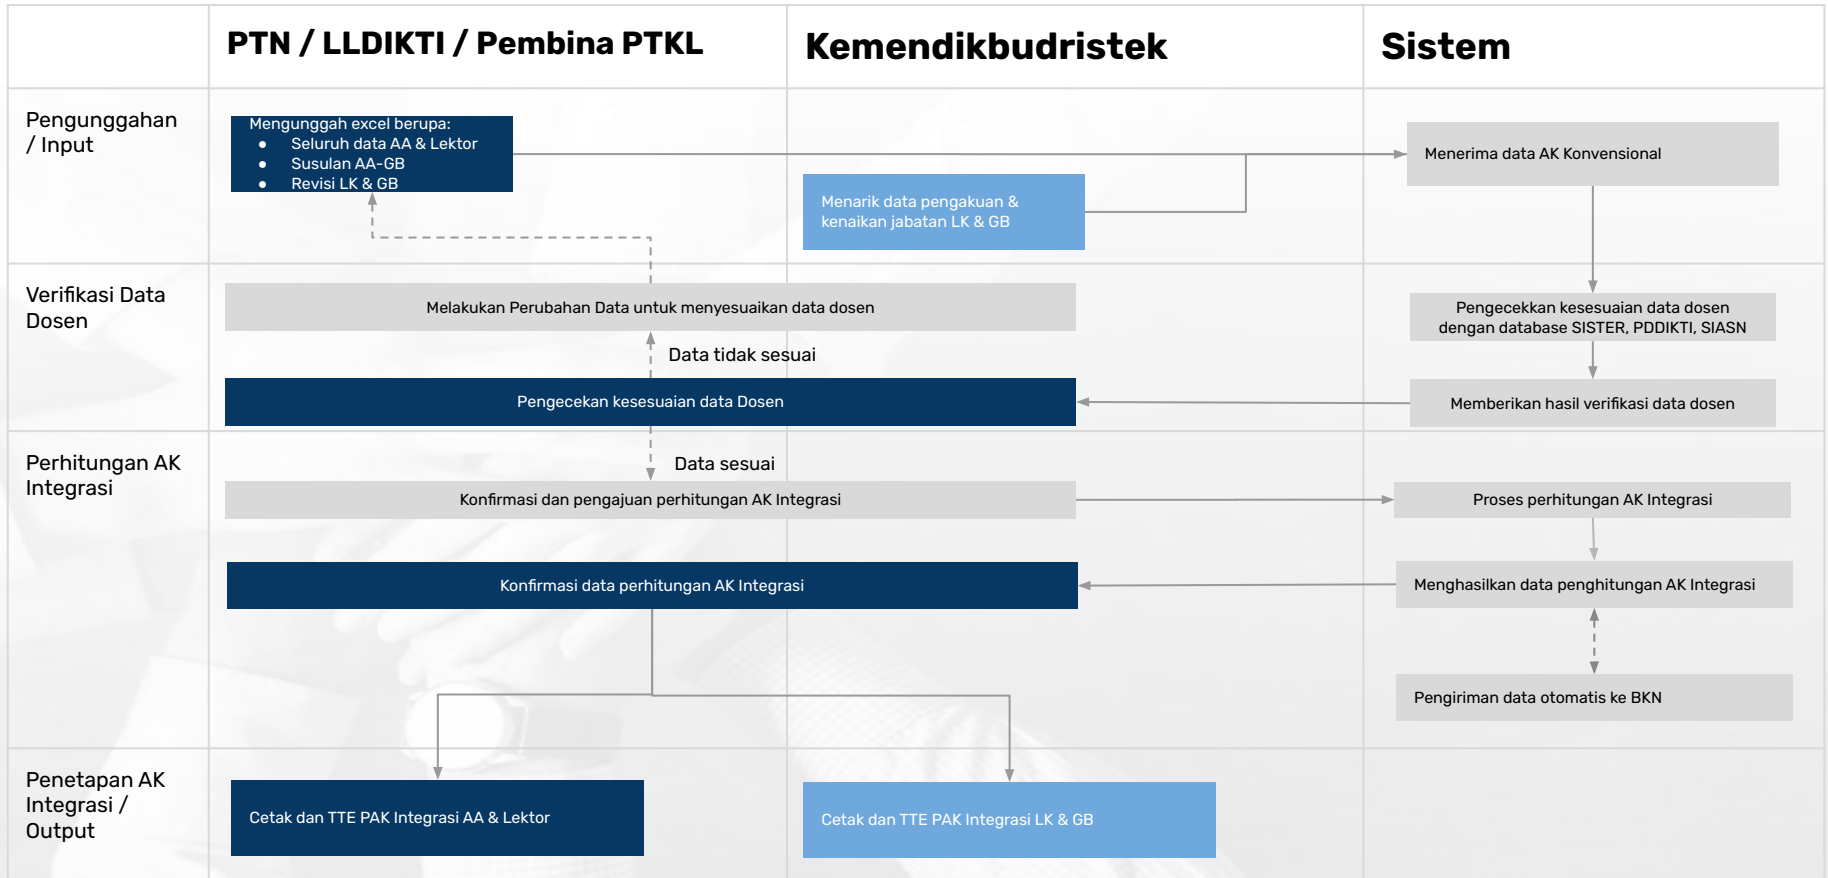 PTN / LLDIKTI / Pembina PTKL
Kemendikbudristek
Sistem
Pengunggahan
/ Input
Mengunggah excel berupa:
● Seluruh data AA & Lektor
● Susulan AA-GB
● Revisi LK & GB
Menarik data pengakuan &
kenaikan jabatan LK & GB
Menerima data AK Konvensional
Verifikasi Data
Dosen
Melakukan Perubahan Data untuk menyesuaikan data dosen
Pengecekkan kesesuaian data dosen
dengan database SISTER, PDDIKTI, SIASN
Data tidak sesuai
Pengecekan kesesuaian data Dosen
Memberikan hasil verifikasi data dosen
Perhitungan AK
Integrasi
Data sesuai
Konfirmasi dan pengajuan perhitungan AK Integrasi
Proses perhitungan AK Integrasi
Konfirmasi data perhitungan AK Integrasi
Menghasilkan data penghitungan AK Integrasi
Pengiriman data otomatis ke BKN
Penetapan AK
Integrasi /
Output
Cetak dan TTE PAK Integrasi AA & Lektor
Cetak dan TTE PAK Integrasi LK & GB